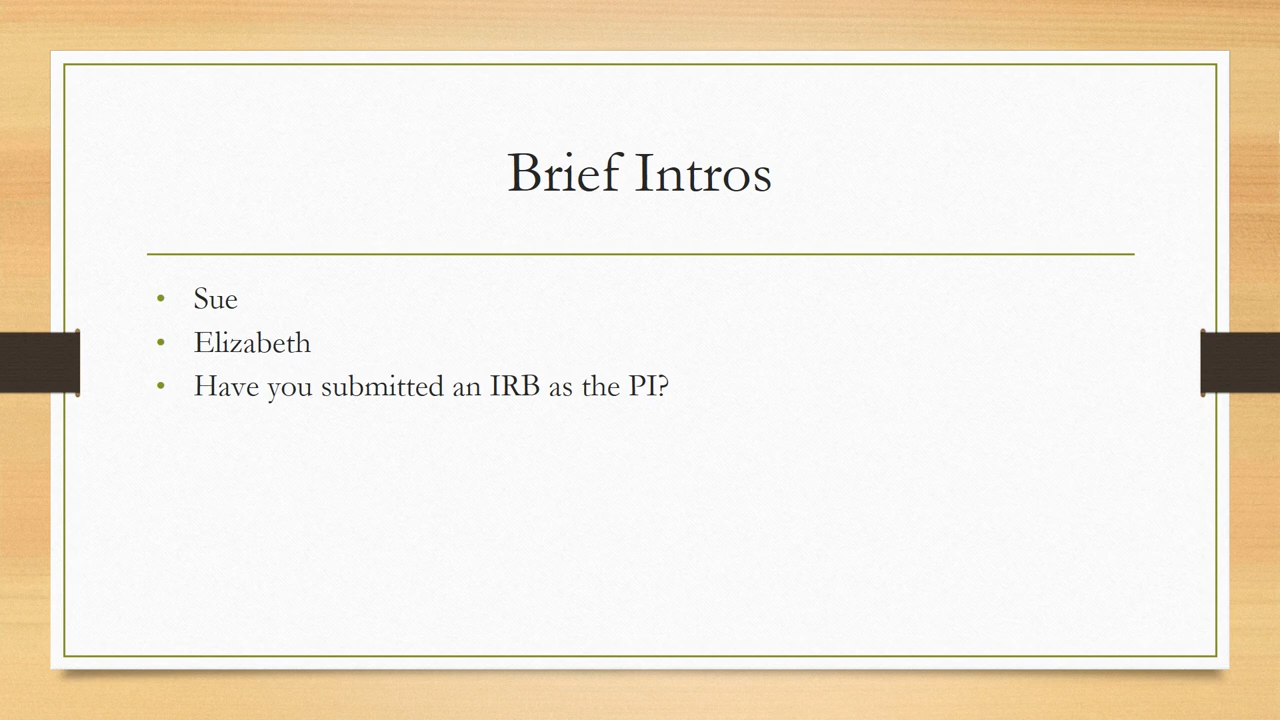 Brief Intros
• Sue
• Elizabeth
• Have you submitted an IRB as the PI?